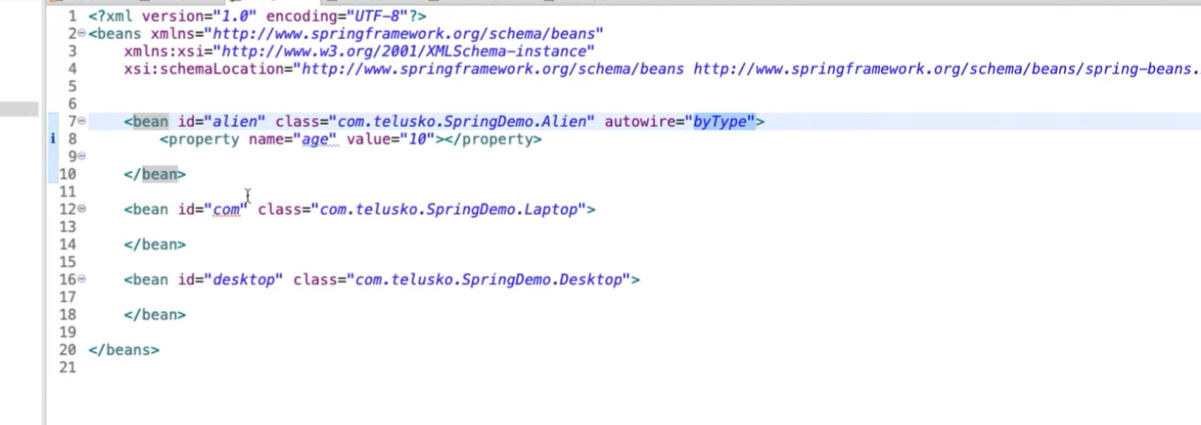 1 <?xml version="1.0" encoding="UTF-8"?>
2 <beans xmlns="http://www.springframework.org/schema/beans"
3 xmlns:xsi="http://www.w3.org/2001/XMLSchema-instance"
4 xsi:schemaLocation="http://www.springframework.org/schema/beans http://www.springframework.org/schema/beans/spring-beans.
5
6
7 <bean id="alien" class="com.telusko.SpringDemo.Alien" autowire="byType">
8 <property name="age" value="10"></property>
9
10 </bean>
11
12 <bean id="com" class="com.telusko.SpringDemo.Laptop">
13
14 </bean>
15
16 <bean id="desktop" class="com.telusko.SpringDemo.Desktop">
17
18 </bean>
19
20 </beans>
21